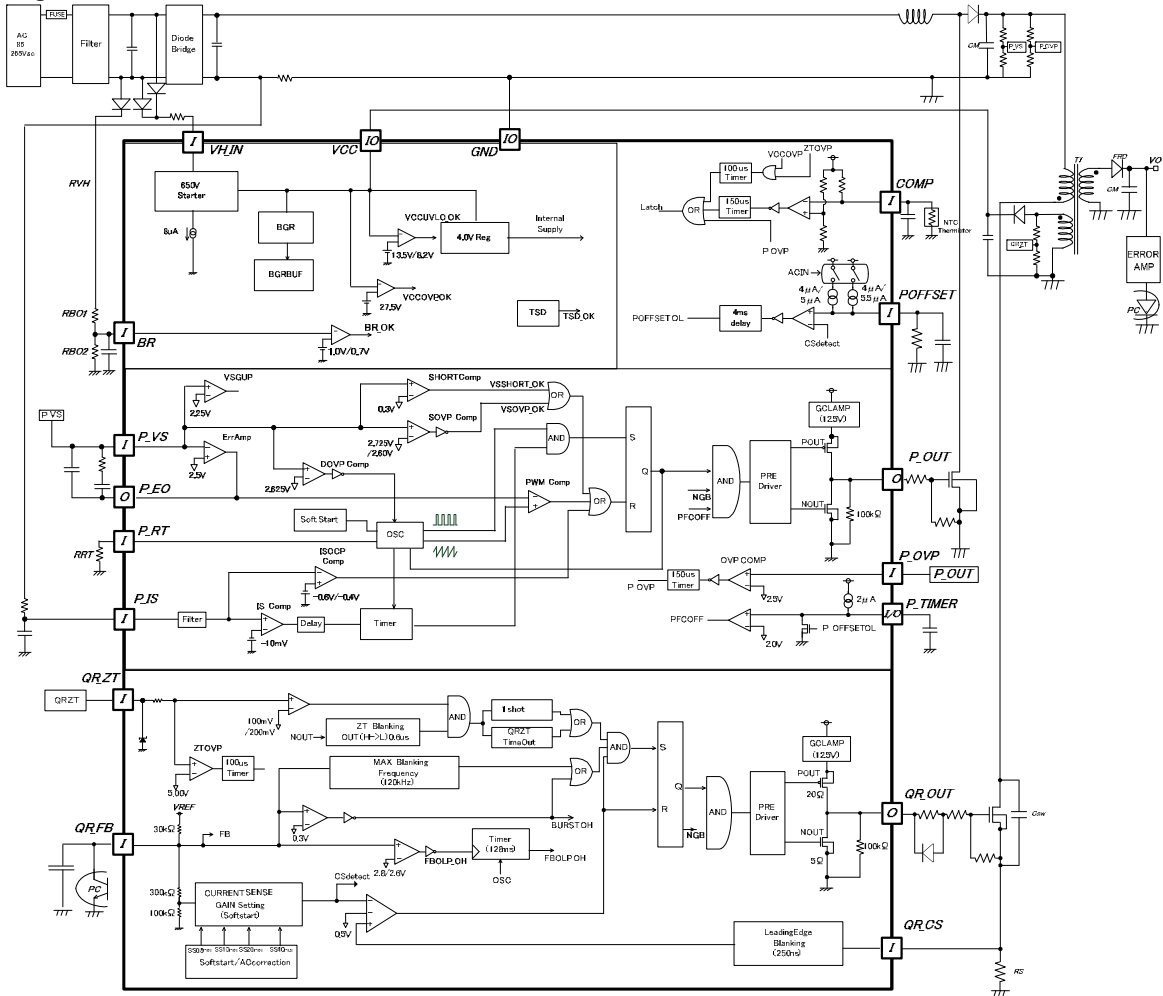 FUSE
AC
85
265Vac
Filter
Diode
Bridge
CM
P_VS
P_OVP
VH_IN
VCC
GND
I
IO
IO
RVH
650V
Starter
8uA
BGR
BGRBUF
VCCUVLO_OK
13.5V/8.2V
4.0V Reg
Internal
Supply
VCCOVP_OK
27.5V
TSD
TSD_OK
Latch
OR
100us
Timer
150us
Timer
VCCOVP
ZTOVP
P OVP
COMP
I
NTC
Thermistor
T1
FRD
VO
CM
QRZT
ERROR
AMP
PC
ACIN
4μA/
5μA
4μA/
5.5μA
POFFSET
I
POFFSETOL
4ms
delay
CSdetect
RBO1
RBO2
I
BR
BR_OK
1.0V/0.7V
P_VS
I
P_VS
VSGUP
2.25V
ErrAmp
2.5V
O
P_EO
SHORTComp
0.3V
VSSHORT_OK
SOVP Comp
VSOVP_OK
2.725V
/2.60V
DOVP Comp
2.625V
OR
AND
PWM Comp
OR
S
Q
R
AND
NGB
PFCOFF
PRE
Driver
GCLAMP
(12.5V)
POUT
NOUT
100kΩ
O
P_OUT
Soft Start
OSC
I
P_RT
RRT
ISOCP
Comp
-0.6V/-0.4V
I
P_IS
Filter
IS Comp
-10mV
Delay
Timer
P OVP
150us
Timer
OVP COMP
2.5V
I
P_OVP
P_OUT
2μA
PFCOFF
2.0V
P OFFSETOL
I/O
P_TIMER
QRZT
QR_ZT
I
100mV
/200mV
NOUT
ZT Blanking
OUT(H->L)0.6us
AND
1 shot
QRZT
TimeOut
OR
AND
ZTOVP
5.00V
100us
Timer
MAX Blanking
Frequency
(120kHz)
OR
0.3V
BURSTOH
S
Q
R
AND
NGB
PRE
Driver
GCLAMP
(12.5V)
POUT
20Ω
NOUT
5Ω
100kΩ
O
QR_OUT
Csw
VREF
30kΩ
FB
QR_FB
I
PC
2.8/2.6V
FBOLP_OH
Timer
(128ms)
OSC
FBOLP_OH
300kΩ
100kΩ
CURRENT SENSE
GAIN Setting
(Softstart)
CSdetect
0.5V
Softstart/ACcorrection
LeadingEdge
Blanking
(250ns)
I
QR_CS
RS